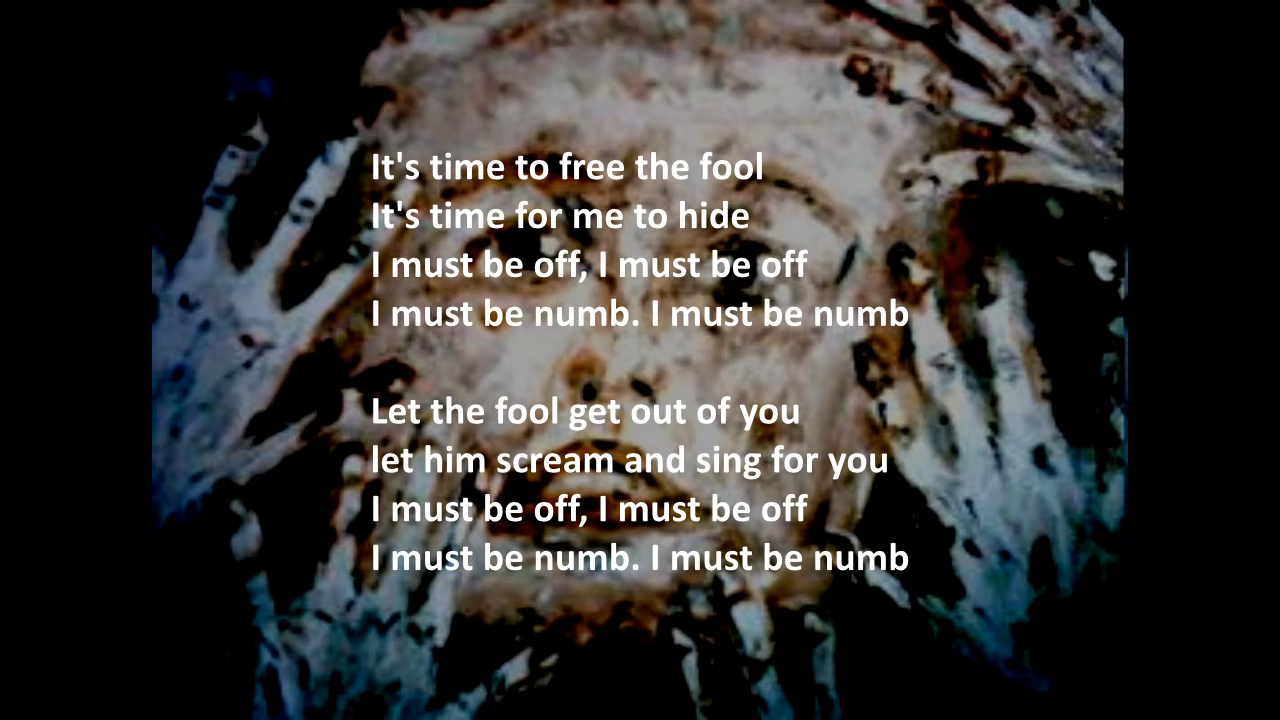 It's time to free the fool
It's time for me to hide
I must be off, I must be off
I must be numb. I must be numb
Let the fool get out of you
let him scream and sing for you
I must be off, I must be off
I must be numb. I must be numb